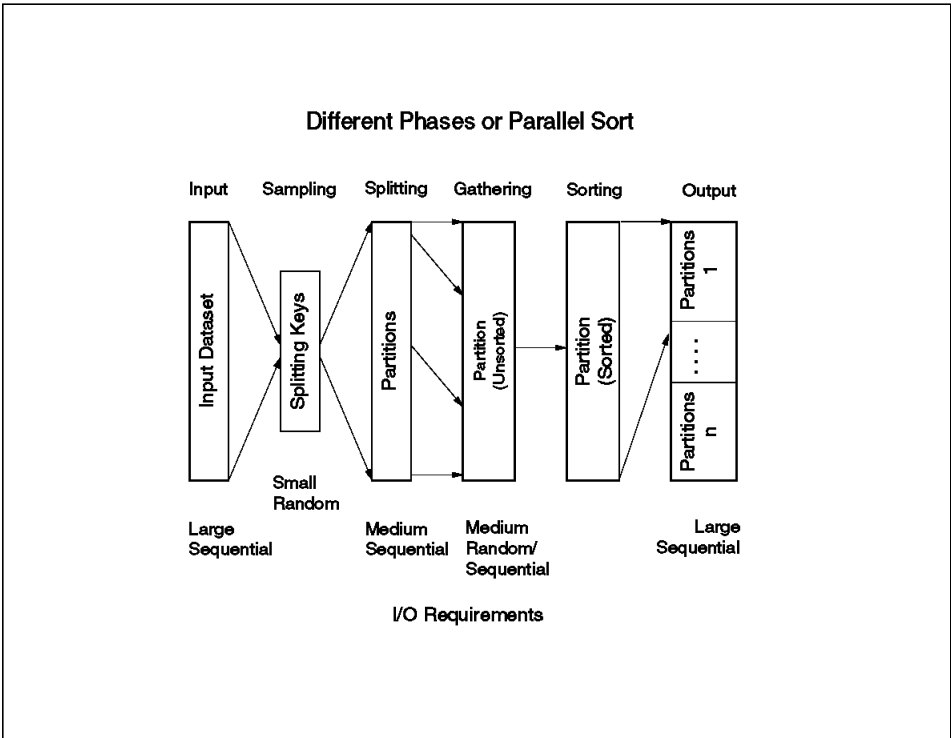 Different Phases or Parallel Sort
Input Sampling Splitting Gathering Sorting Output
Input Dataset
Splitting Keys
Partitions
Partition
(Unsorted)
Partition
(Sorted)
Partitions
1
....
Partitions
n
Small
Random
Large
Sequential
Medium
Sequential
Medium
Random/
Sequential
Large
Sequential
I/O Requirements